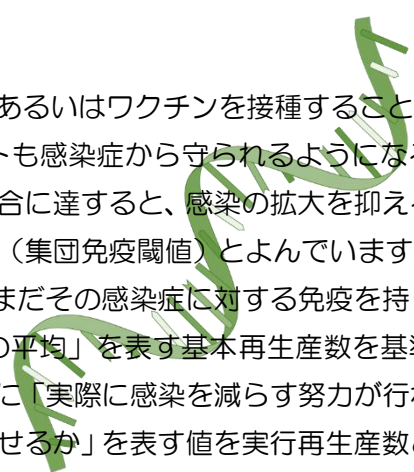 あるいはワクチンを接種すること
トも感染症から守られるようになる
合に達すると、感染の拡大を抑え
（集団免疫閾値）とよんでいます
まだその感染症に対する免疫を持
の平均」を表す基本再生産数を基準
に「実際に感染を減らす努力が行わ
せるか」を表す値を実行再生産数